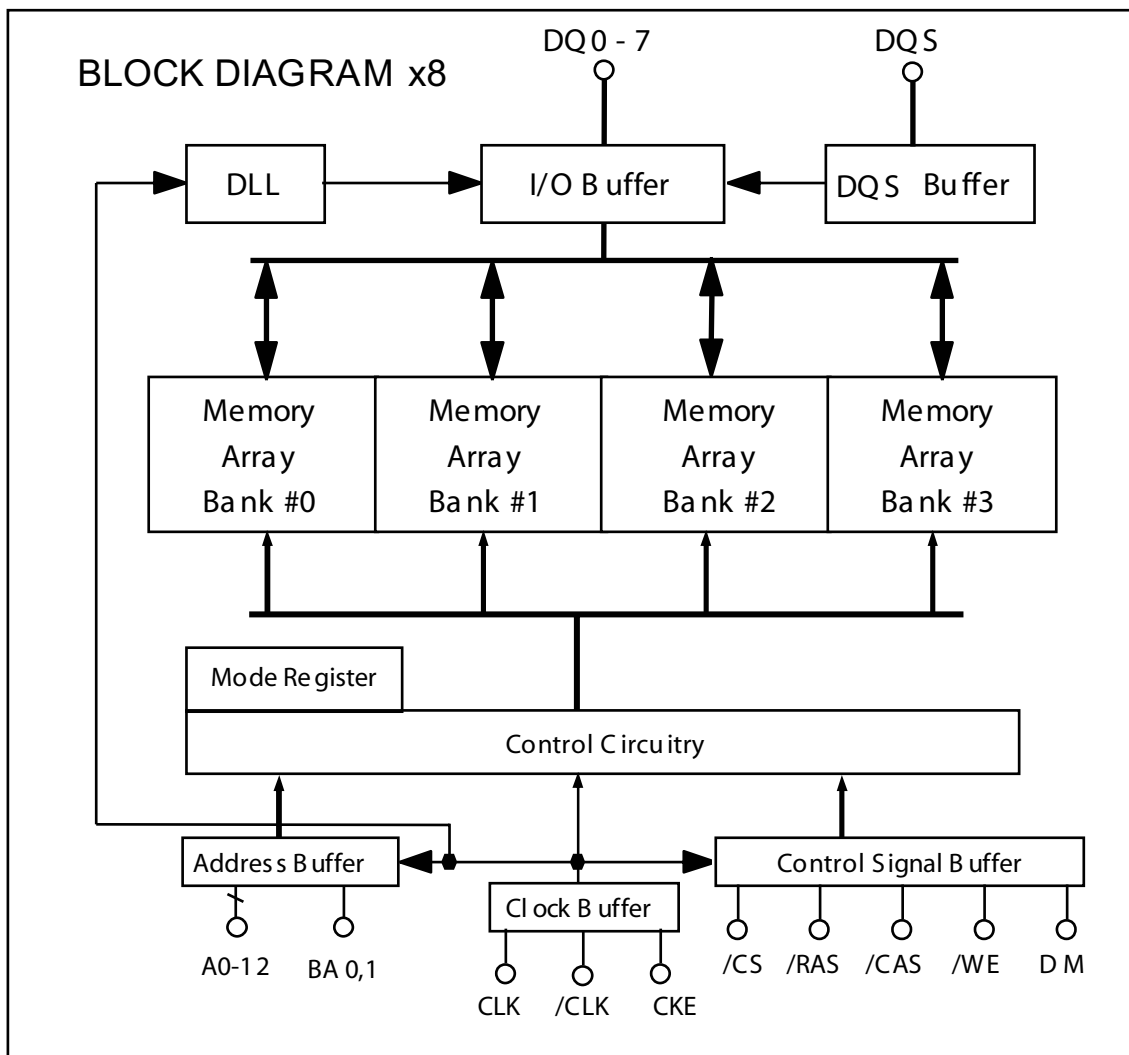 DQ0 - 7
DQS
BLOCK DIAGRAM x8
DLL
I/O Buffer
DQS Buffer
Memory
Array
Bank #0
Memory
Array
Bank #1
Memory
Array
Bank #2
Memory
Array
Bank #3
Mode Register
Control Circuitry
Address Buffer
Control Signal Buffer
Clock Buffer
A0-12
BA 0,1
/CS
/RAS
/CAS
/WE
DM
CLK
/CLK
CKE